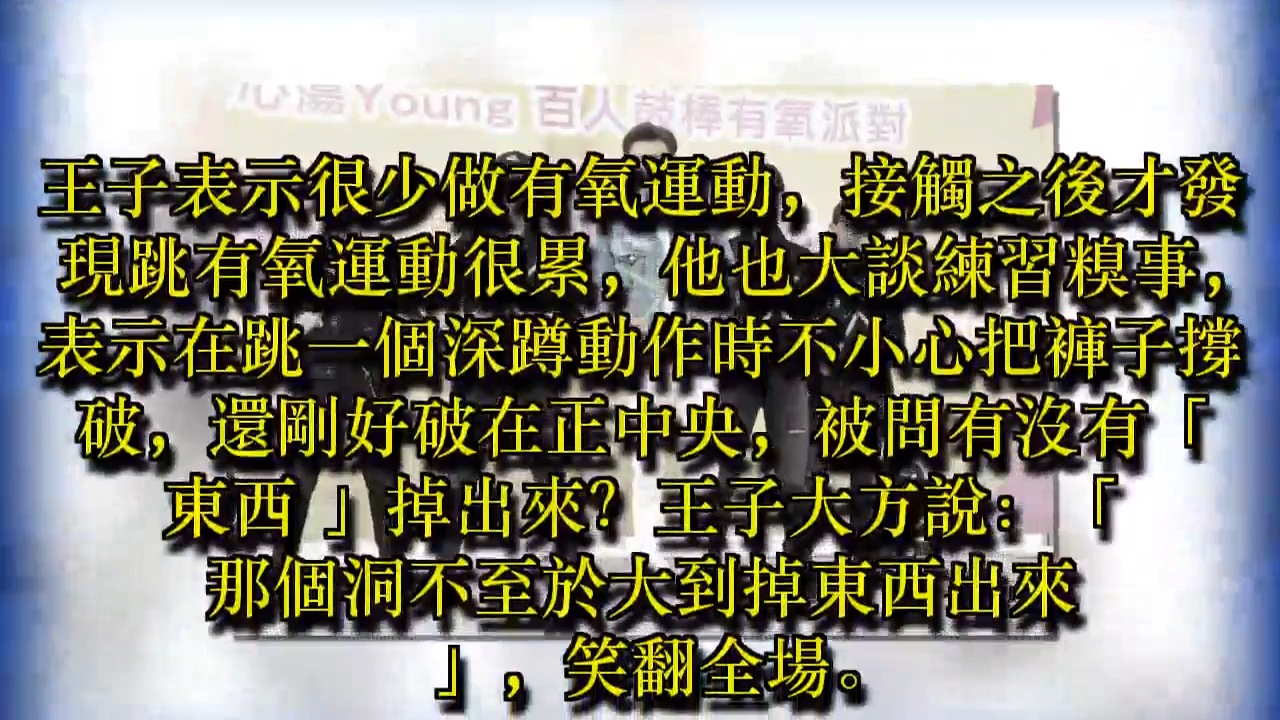 心湯Young 百人鼓棒有氧派對
王子表示很少做有氧運動，接觸之後才發
現跳有氧運動很累，他也大談練習糗事，
表示在跳一個深蹲動作時不小心把褲子撐
破，還剛好破在正中央，被問有沒有「
東西 」掉出來？王子大方說：「
那個洞不至於大到掉東西出來
」，笑翻全場。